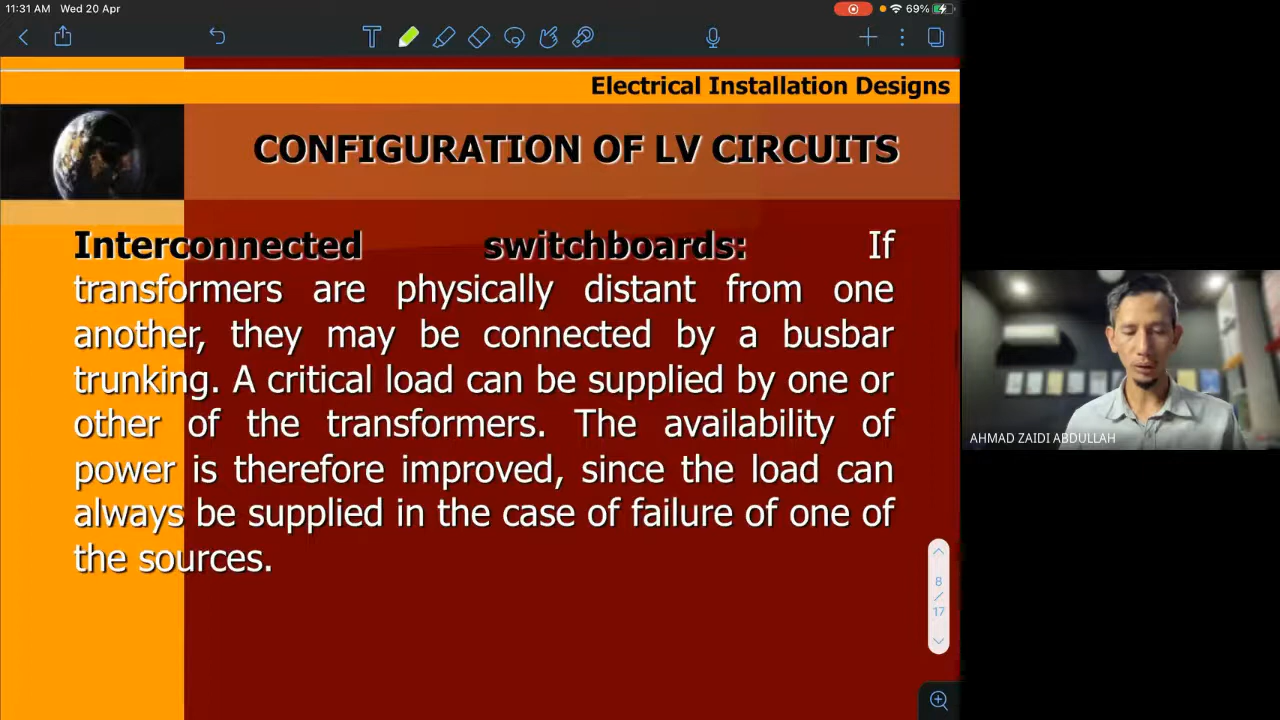 11:31 AM Wed 20 Apr
69%
T
Electrical Installation Designs
CONFIGURATION OF LV CIRCUITS
Interconnected switchboards: If
transformers are physically distant from one
another, they may be connected by a busbar
trunking. A critical load can be supplied by one or
other of the transformers. The availability of
power is therefore improved, since the load can
always be supplied in the case of failure of one of
the sources.
AHMAD ZAIDI ABDULLAH
8
/
17